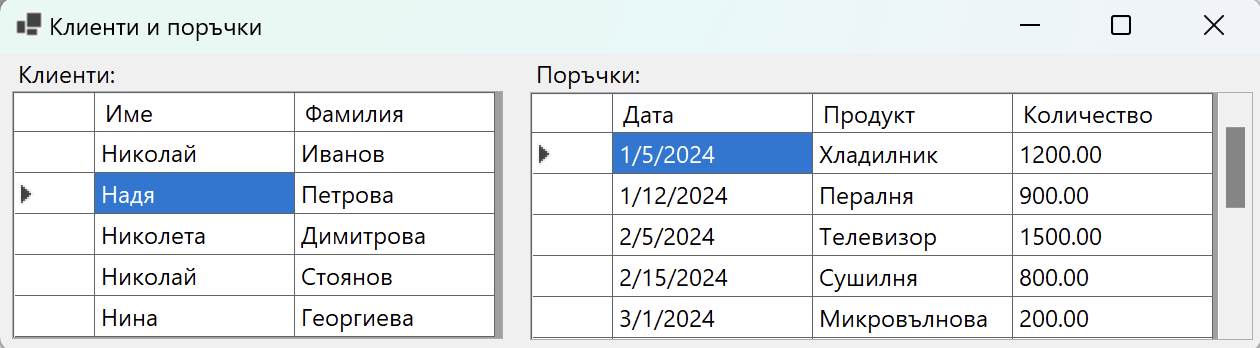 Клиенти и поръчки
Клиенти:
Име Фамилия
Николай Иванов
Надя Петрова
Николета Димитрова
Николай Стоянов
Нина Георгиева
Поръчки:
Дата Продукт Количество
1/5/2024 Хладилник 1200.00
1/12/2024 Пералня 900.00
2/5/2024 Телевизор 1500.00
2/15/2024 Сушилня 800.00
3/1/2024 Микровълнова 200.00